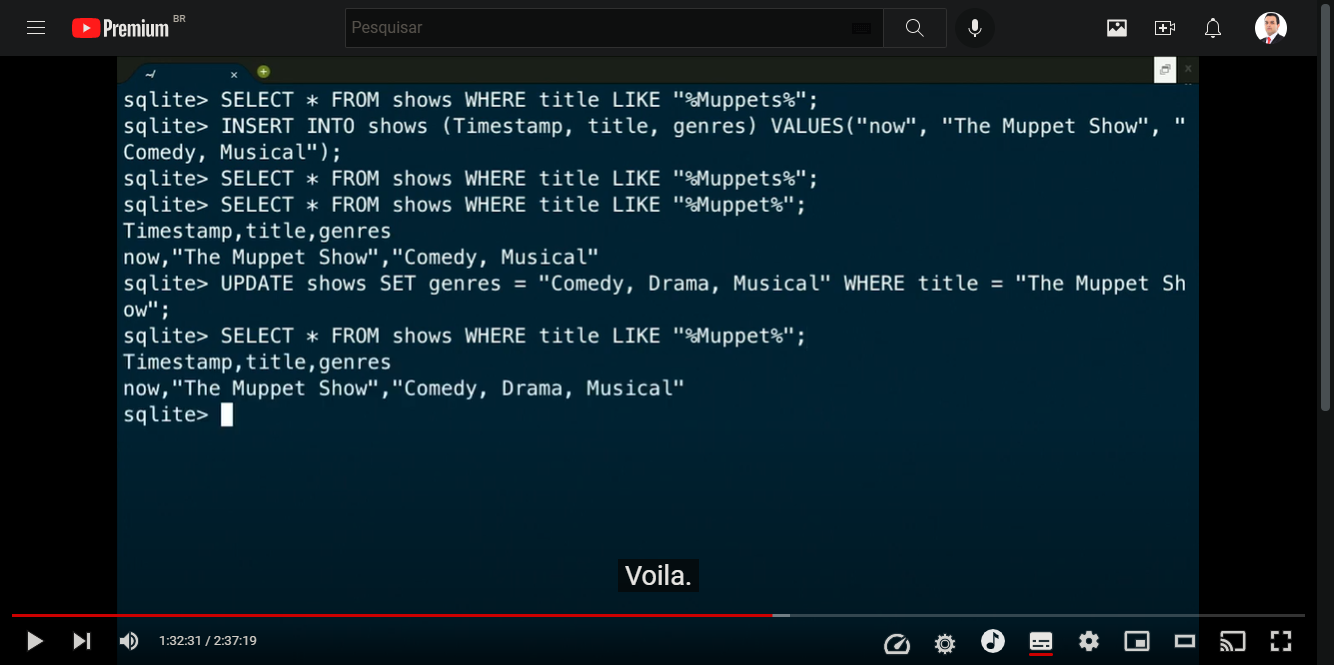 Premium BR
Pesquisar
~/
sqlite> SELECT * FROM shows WHERE title LIKE "%Muppets%";
sqlite> INSERT INTO shows (Timestamp, title, genres) VALUES("now", "The Muppet Show", "
Comedy, Musical");
sqlite> SELECT * FROM shows WHERE title LIKE "%Muppets%";
sqlite> SELECT * FROM shows WHERE title LIKE "%Muppet%";
Timestamp,title,genres
now,"The Muppet Show","Comedy, Musical"
sqlite> UPDATE shows SET genres = "Comedy, Drama, Musical" WHERE title = "The Muppet Sh
ow";
sqlite> SELECT * FROM shows WHERE title LIKE "%Muppet%";
Timestamp,title,genres
now,"The Muppet Show","Comedy, Drama, Musical"
sqlite>
Voila.
1:32:31 / 2:37:19